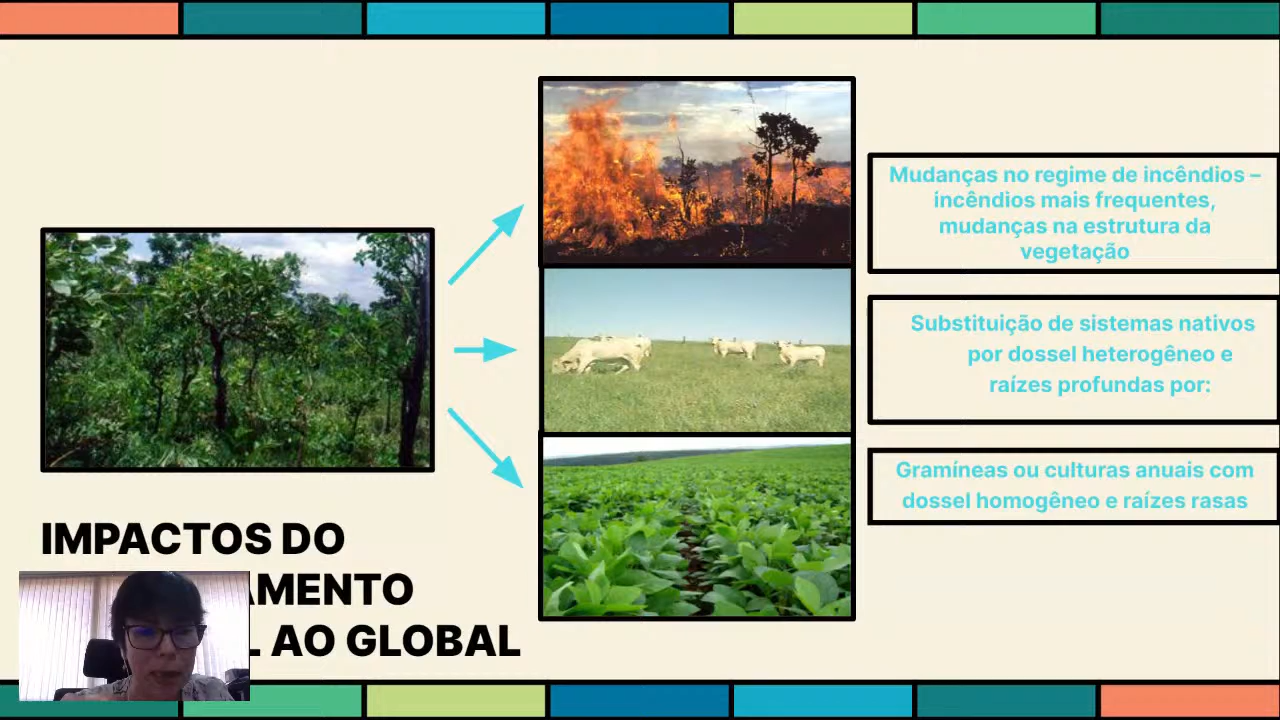 Mudanças no regime de incêndios –
incêndios mais frequentes,
mudanças na estrutura da
vegetação
Substituição de sistemas nativos
por dossel heterogêneo e
raízes profundas por:
Gramíneas ou culturas anuais com
dossel homogêneo e raízes rasas
IMPACTOS DO
AMENTO
L AO GLOBAL